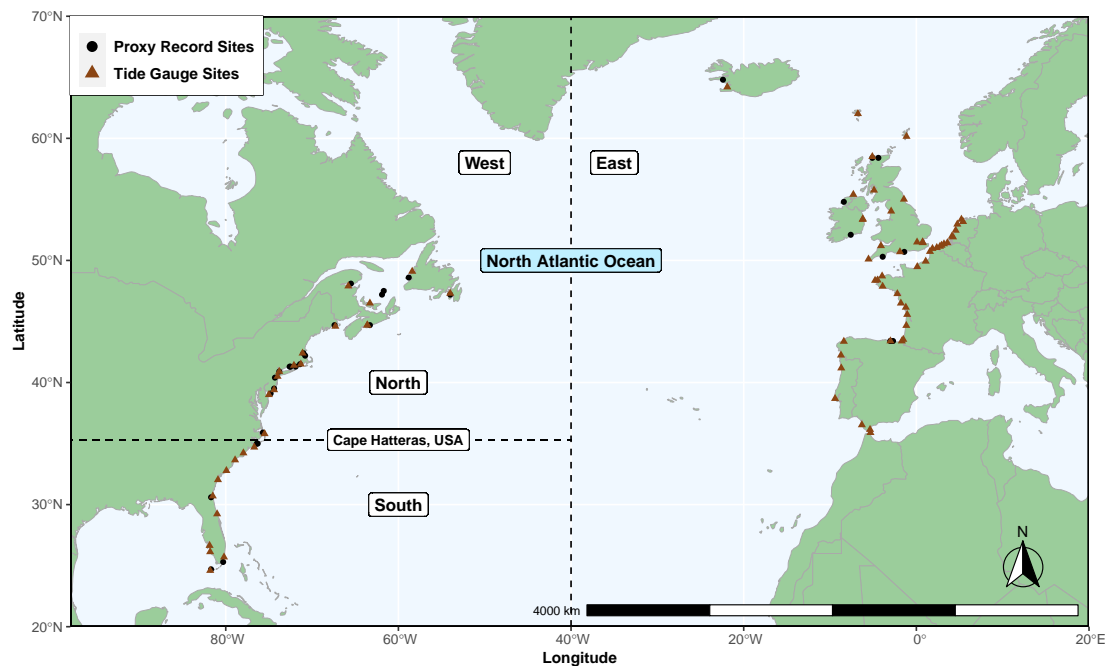 70°N
60°N
50°N
40°N
30°N
20°N
Latitude
Proxy Record Sites
Tide Gauge Sites
West
East
North Atlantic Ocean
North
Cape Hatteras, USA
South
N
4000 km
80°W
60°W
40°W
20°W
0°
20°E
Longitude